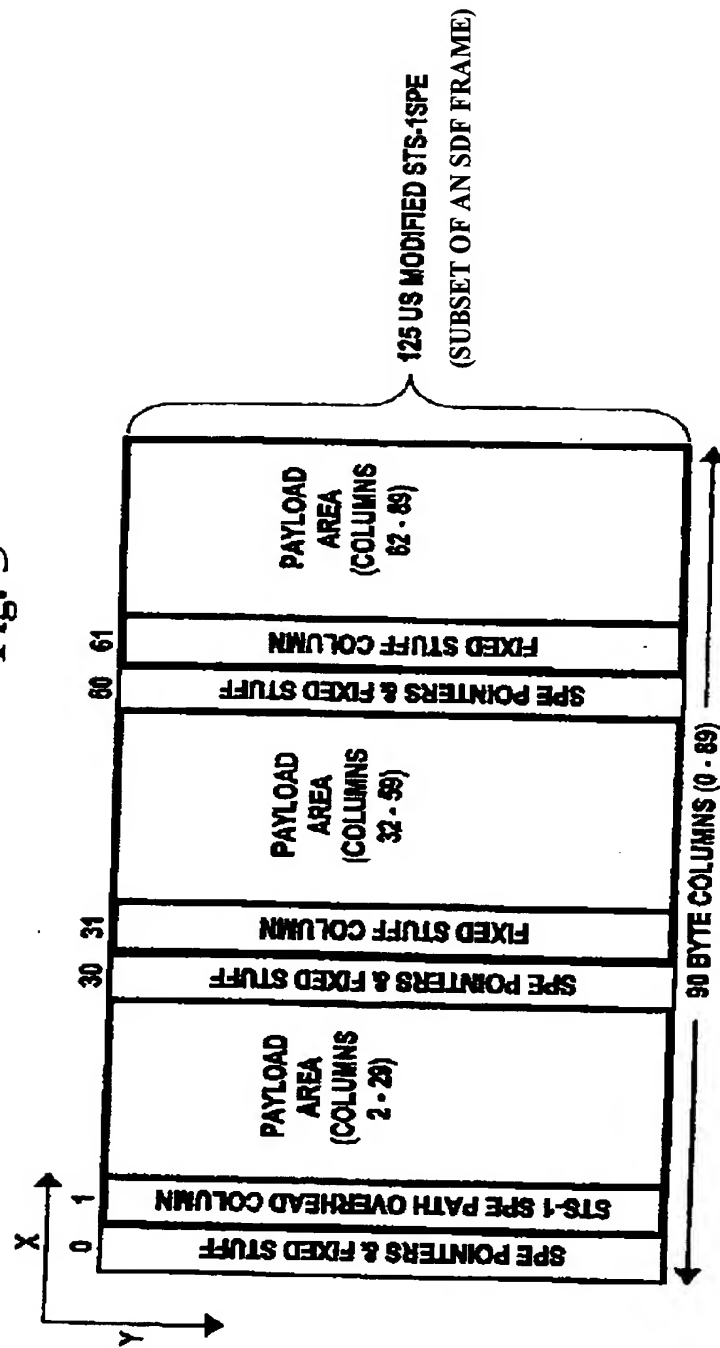 Fig.
X
Y
0
1
30
31
60
61
SPE POINTERS & FIXED STUFF
STS-1 SPE PATH OVERHEAD COLUMN
PAYLOAD
AREA
(COLUMNS
2 - 29)
SPE POINTERS & FIXED STUFF
FIXED STUFF COLUMN
PAYLOAD
AREA
(COLUMNS
32 - 59)
SPE POINTERS & FIXED STUFF
FIXED STUFF COLUMN
PAYLOAD
AREA
(COLUMNS
62 - 89)
125 US MODIFIED STS-1SPE
(SUBSET OF AN SDF FRAME)
90 BYTE COLUMNS (0 - 89)